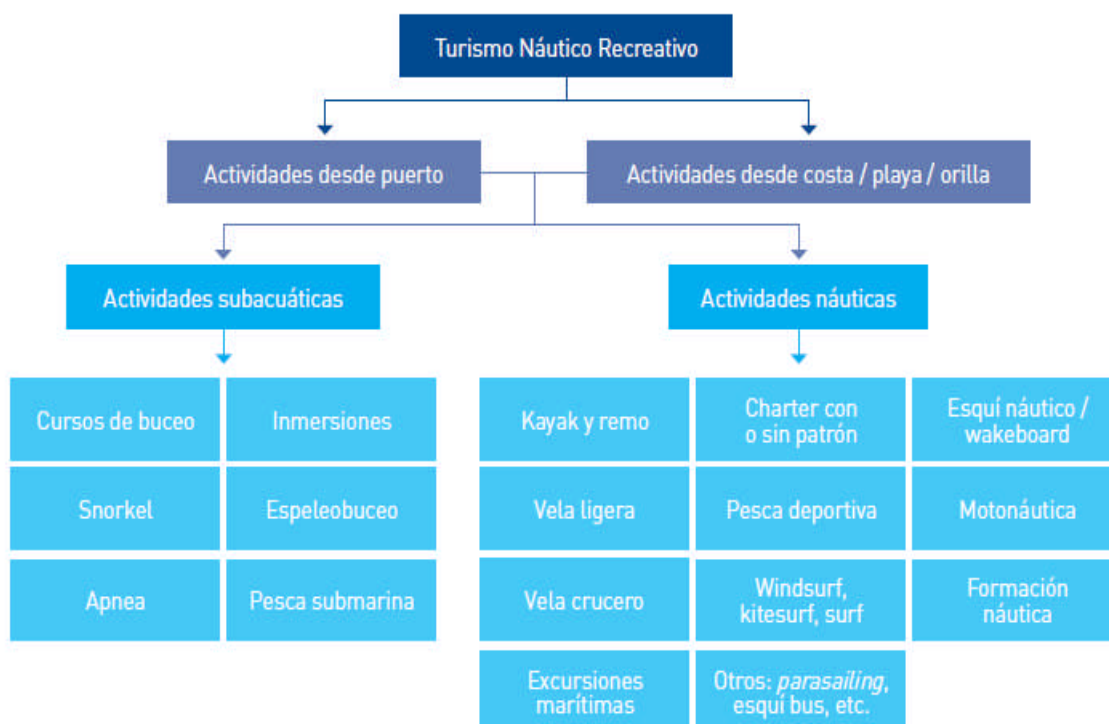 Turismo Náutico Recreativo
Actividades desde puerto
Actividades desde costa / playa / orilla
Actividades subacuáticas
Actividades náuticas
Cursos de buceo
Inmersiones
Snorkel
Espeleobuceo
Apnea
Pesca submarina
Kayak y remo
Charter con
o sin patrón
Esquí náutico /
wakeboard
Vela ligera
Pesca deportiva
Motonáutica
Vela crucero
Windsurf,
kitesurf, surf
Formación
náutica
Excursiones
marítimas
Otros: parasailing,
esquí bus, etc.